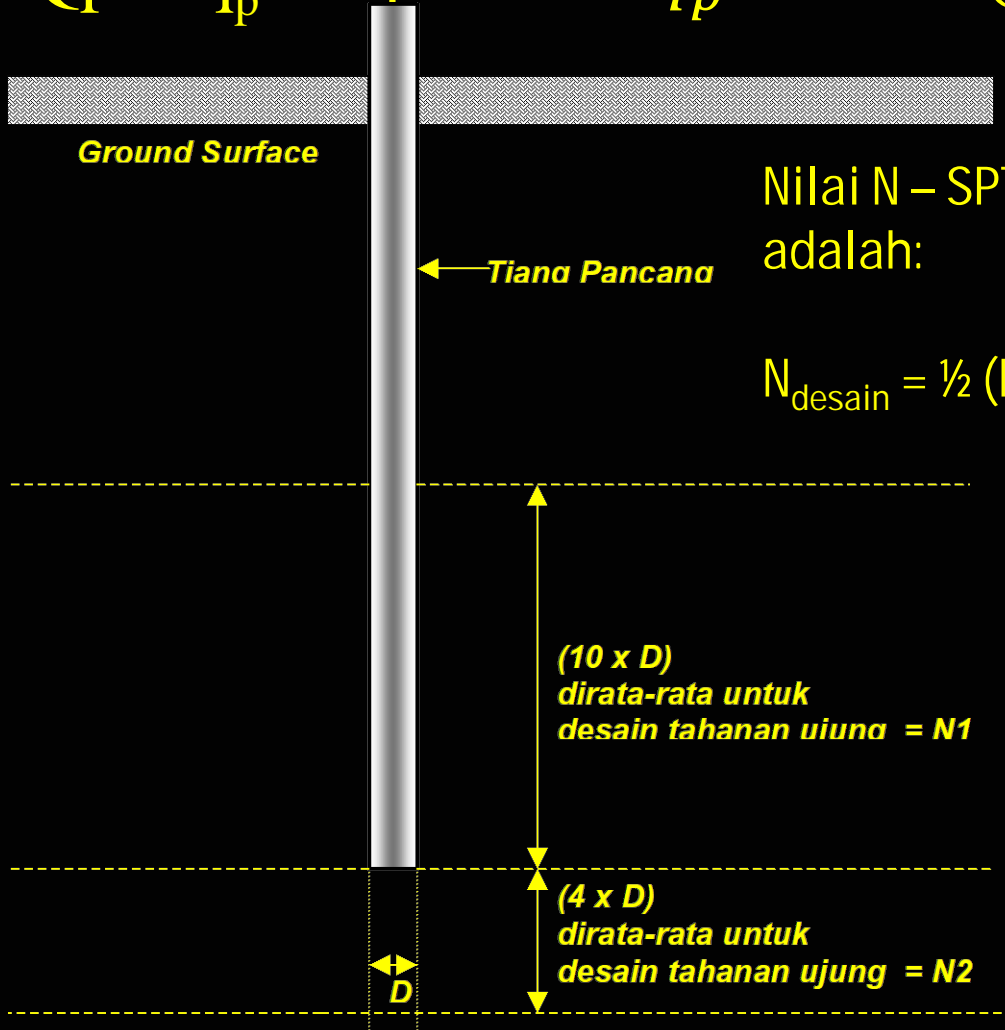 Ground Surface
Nilai N – SPT
adalah:
Tiang Pancang
N desain = ½ (
(10 x D)
dirata-rata untuk
desain tahanan ujung = N1
(4 x D)
dirata-rata untuk
desain tahanan ujung = N2
D